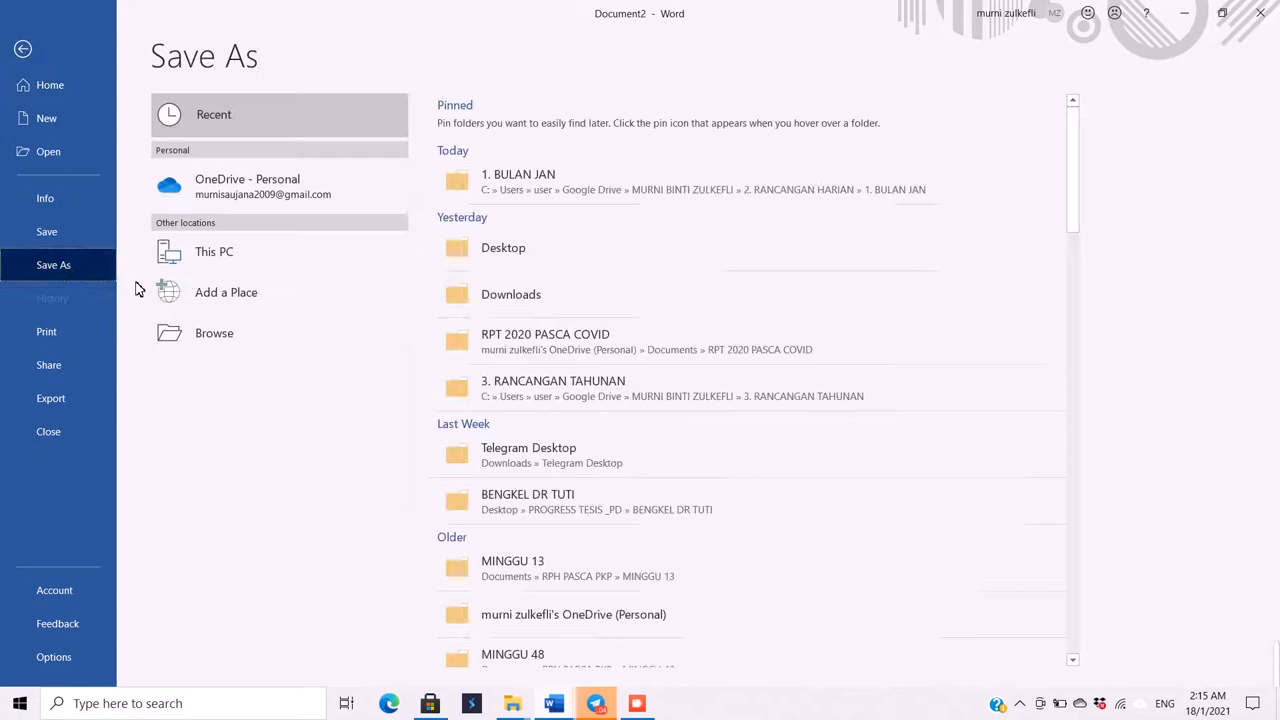 Document2 - Word
murni zulkefli
MZ
?
Save As
Home
New
Open
Info
Save
Save As
History
Print
Share
Export
Close
Account
Feedback
Options
Recent
Personal
OneDrive - Personal
murnisaujana2009@gmail.com
Other locations
This PC
Add a Place
Browse
Pinned
Pin folders you want to easily find later. Click the pin icon that appears when you hover over a folder.
Today
1. BULAN JAN
C: » Users » user » Google Drive » MURNI BINTI ZULKEFLI » 2. RANCANGAN HARIAN » 1. BULAN JAN
Yesterday
Desktop
Downloads
RPT 2020 PASCA COVID
murni zulkefli's OneDrive (Personal) » Documents » RPT 2020 PASCA COVID
3. RANCANGAN TAHUNAN
C: » Users » user » Google Drive » MURNI BINTI ZULKEFLI » 3. RANCANGAN TAHUNAN
Last Week
Telegram Desktop
Downloads » Telegram Desktop
BENGKEL DR TUTI
Desktop » PROGRESS TESIS _PD » BENGKEL DR TUTI
Older
MINGGU 13
Documents » RPH PASCA PKP » MINGGU 13
murni zulkefli's OneDrive (Personal)
MINGGU 48
Type here to search
ENG
2:15 AM
18/1/2021